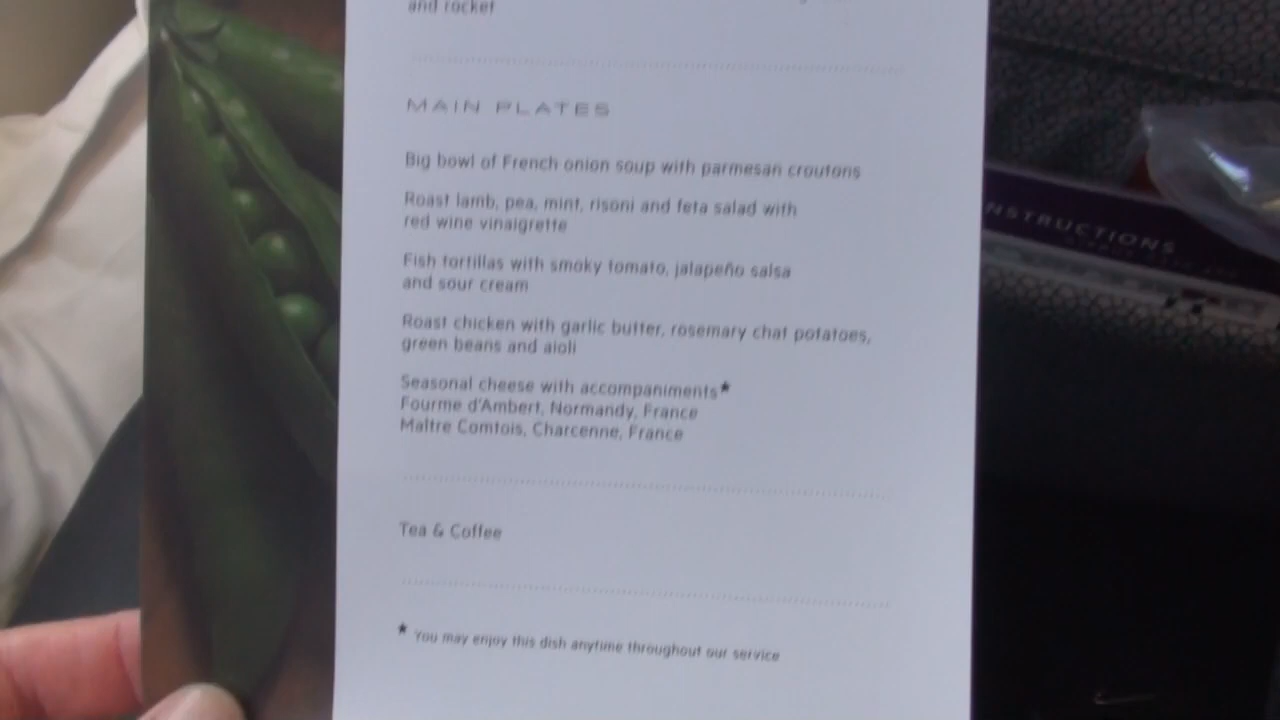 and rocket
MAIN PLATES
Big bowl of French onion soup with parmesan croutons
Roast lamb, pea, mint, risoni and feta salad with
red wine vinaigrette
Fish tortillas with smoky tomato, jalapeño salsa
and sour cream
Roast chicken with garlic butter, rosemary chat potatoes,
green beans and aioli
Seasonal cheese with accompaniments★
Fourme d'Ambert, Normandy, France
Maître Comtois, Charcenne, France
Tea & Coffee
★ You may enjoy this dish anytime throughout our service
NSTRUCTIONS